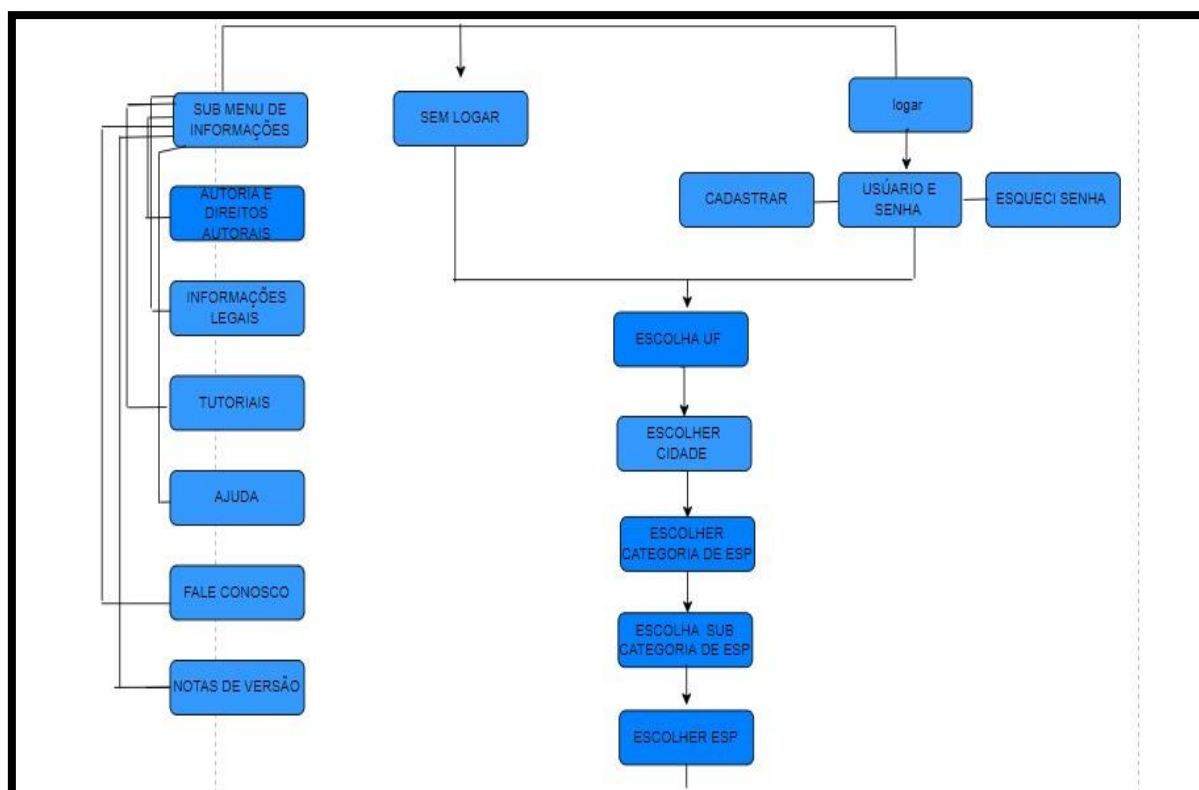 SUB MENU DE
INFORMAÇÕES
SEM LOGAR
logar
AUTORIA E
DIREITOS
AUTORAIS
CADASTRAR
USÚARIO E
SENHA
ESQUECI SENHA
INFORMAÇÕES
LEGAIS
ESCOLHA UF
TUTORIAIS
ESCOLHER
CIDADE
AJUDA
ESCOLHER
CATEGORIA DE ESP
FALE CONOSCO
ESCOLHA SUB
CATEGORIA DE ESP
NOTAS DE VERSÃO
ESCOLHER ESP